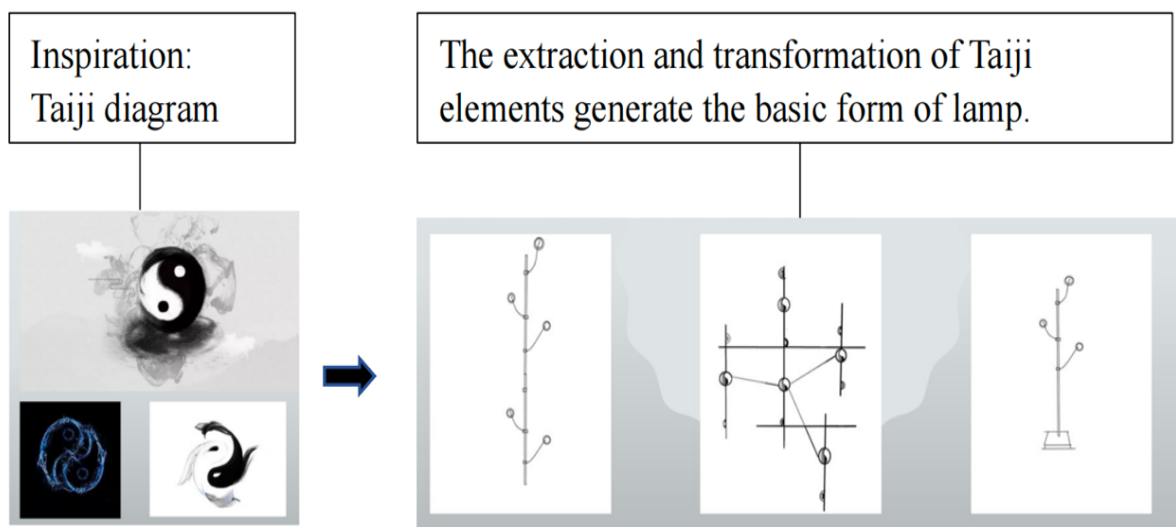 Inspiration:
Taiji diagram
The extraction and transformation of Taiji
elements generate the basic form of lamp.